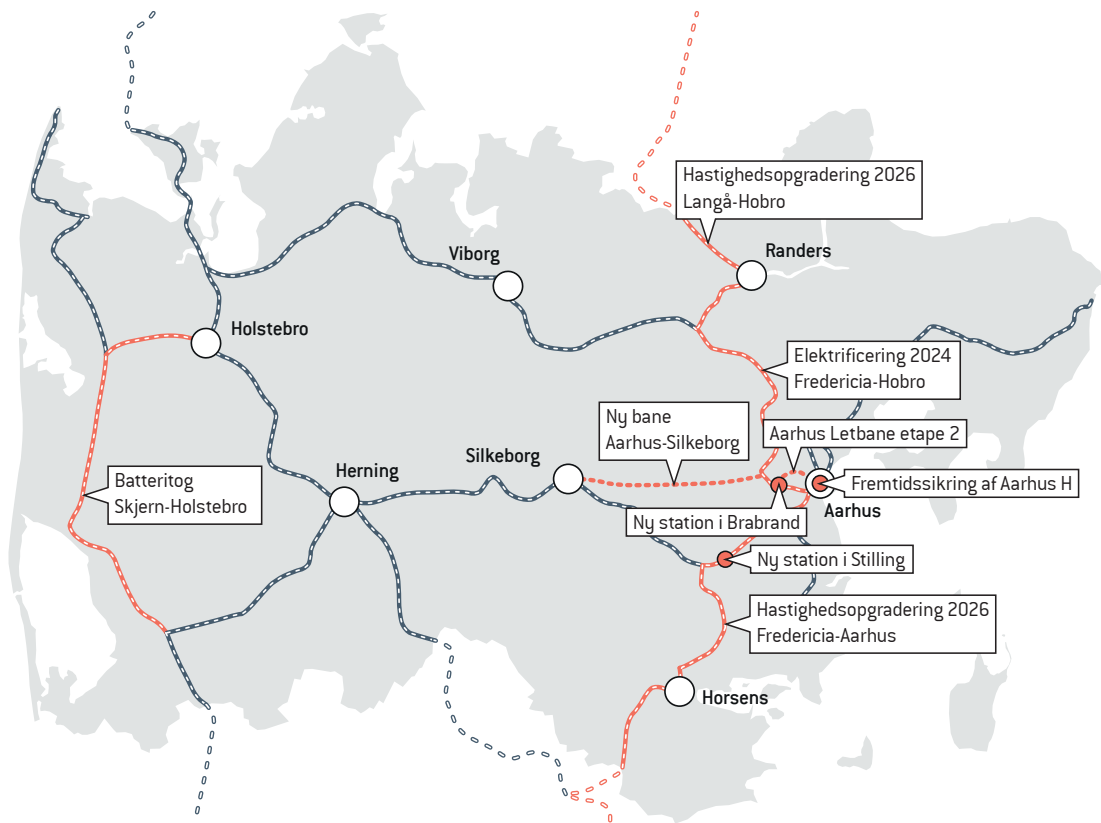 Hastighedsopgradering 2026
Langå-Hobro
Randers
Viborg
Holstebro
Elektrificering 2024
Fredericia-Hobro
Ny bane
Aarhus-Silkeborg
Aarhus Letbane etape 2
Silkeborg
Herning
Batteritog
Skjern-Holstebro
Fremtidssikring af Aarhus H
Aarhus
Ny station i Brabrand
Ny station i Stilling
Hastighedsopgradering 2026
Fredericia-Aarhus
Horsens